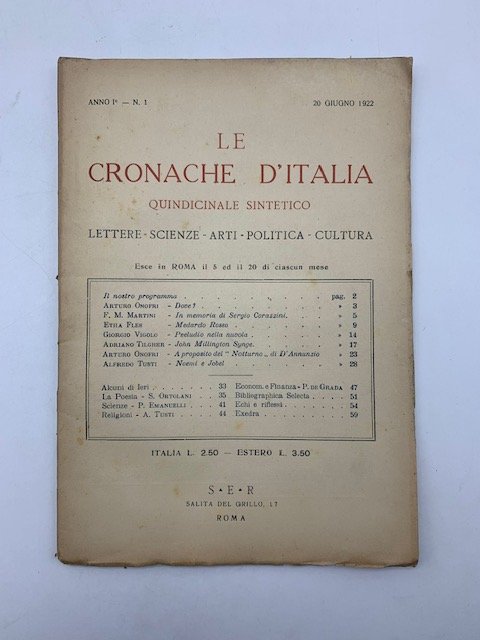 ANNO I° — N. 1 20 GIUGNO 1922
LE
CRONACHE D'ITALIA
QUINDICINALE SINTETICO
LETTERE - SCIENZE - ARTI - POLITICA - CULTURA
Esce in ROMA il 5 ed il 20 di ciascun mese
Il nostro programma . . . . . . . . . pag. 2
ARTURO ONOFRI - Dove? . . . . . . . . . » 3
F. M. MARTINI - In memoria di Sergio Corazzini. . . . » 5
ETHA FLES - Medardo Rosso . . . . . . . » 9
GIORGIO VIGOLO - Preludio nella nuvola . . . . . » 14
ADRIANO TILGHER - John Millington Synge. . . . . » 17
ARTURO ONOFRI - A proposito del "Notturno„ di D'Annunzio » 23
ALFREDO TUSTI - Noemi e Jobel . . . . . . . » 28
Alcuni di Ieri . . . . . . 33 Econom. e Finanza - P. DE GRADA 47
La Poesia - S. ORTOLANI . . 35 Bibliographica Selecta . . . . . 51
Scienze - P. EMANUELLI . . . 41 Echi e riflessi . . . . . . 54
Religioni - A. TUSTI . . . . 44 Exedra . . . . . . . . 59
ITALIA L. 2.50 — ESTERO L. 3.50
S • E • R
SALITA DEL GRILLO, 17
ROMA